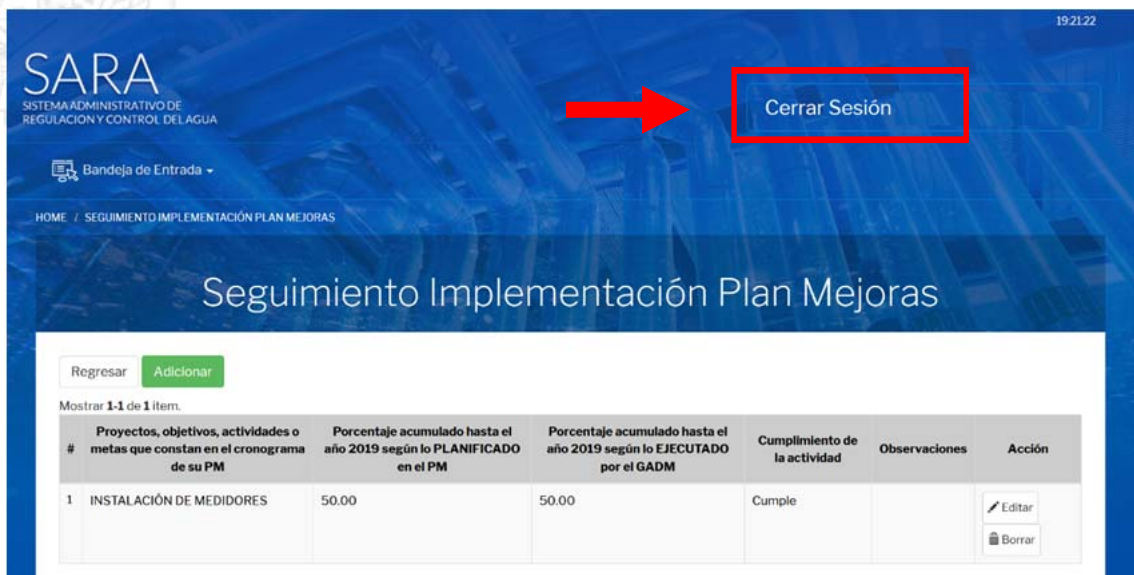 19:21:22
SARA
SISTEMA ADMINISTRATIVO DE
REGULACION Y CONTROL DEL AGUA
Cerrar Sesión
Bandeja de Entrada
HOME / SEGUIMIENTO IMPLEMENTACIÓN PLAN MEJORAS
Seguimiento Implementación Plan Mejoras
Regresar Adicionar
Mostrar 1-1 de 1 item.
# Proyectos, objetivos, actividades o metas que constan en el cronograma de su PM Porcentaje acumulado hasta el año 2019 según lo PLANIFICADO en el PM Porcentaje acumulado hasta el año 2019 según lo EJECUTADO por el GADM Cumplimiento de la actividad Observaciones Acción
1 INSTALACIÓN DE MEDIDORES 50.00 50.00 Cumple Editar
Borrar